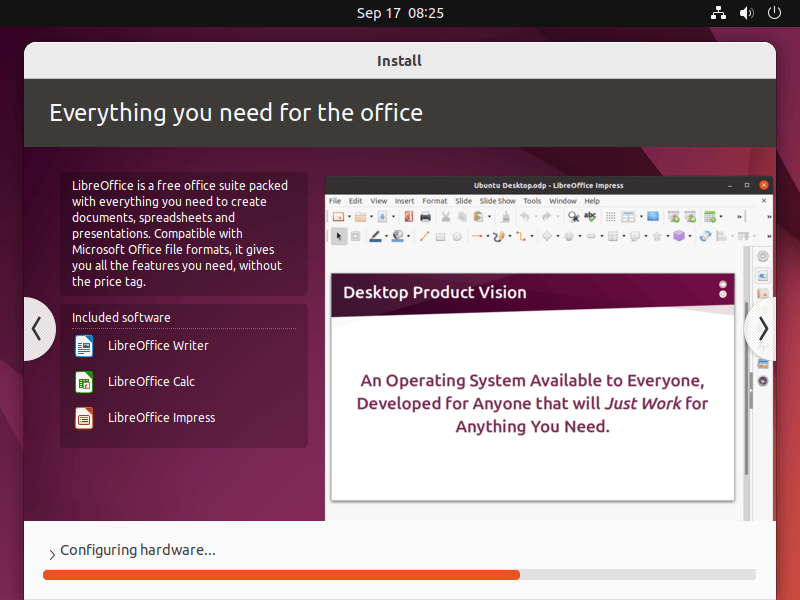 Sep 17 08:25
Install
Everything you need for the office
LibreOffice is a free office suite packed
with everything you need to create
documents, spreadsheets and
presentations. Compatible with
Microsoft Office file formats, it gives
you all the features you need, without
the price tag.
Included software
LibreOffice Writer
LibreOffice Calc
LibreOffice Impress
Ubuntu Desktop.odp - LibreOffice Impress
File Edit View Insert Format Slide Slide Show Tools Window Help
Desktop Product Vision
An Operating System Available to Everyone,
Developed for Anyone that will Just Work for
Anything You Need.
Configuring hardware...